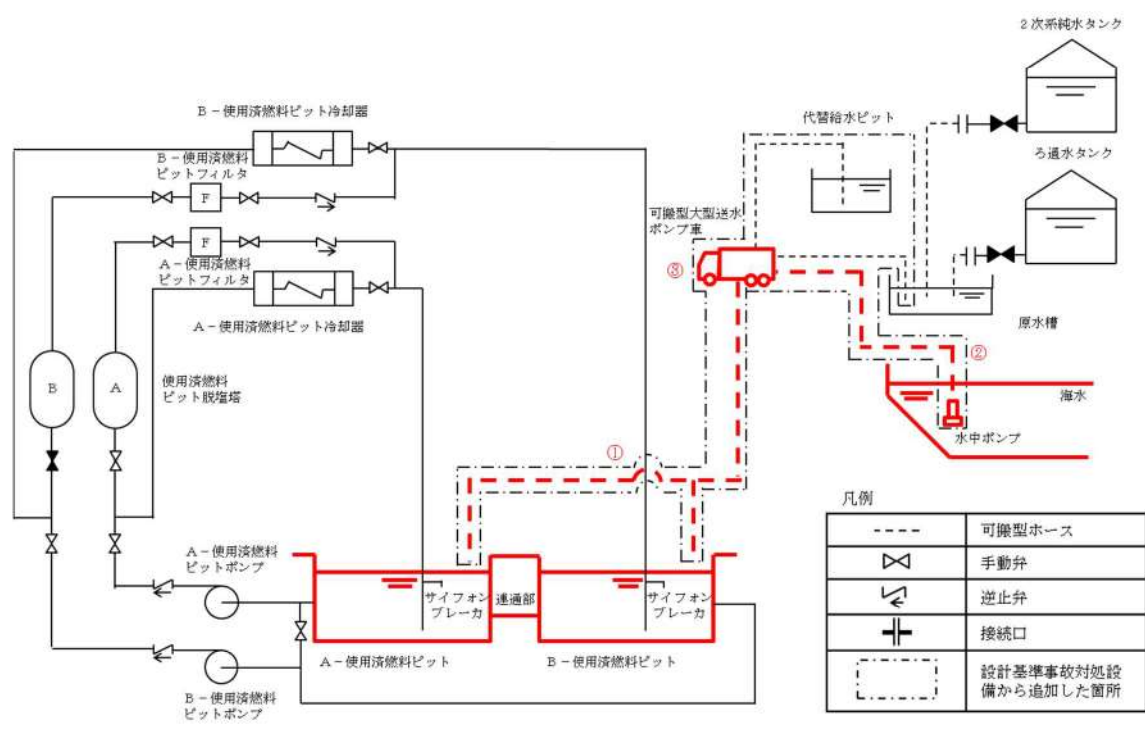 ２次系純水タンク
代替給水ピット
Ｂ－使用済燃料ピット冷却器
Ｂ－使用済燃料
ピットフィルタ
F
ろ過水タンク
可搬型大型送水
ポンプ車
F
Ａ－使用済燃料
ピットフィルタ
③
Ａ－使用済燃料ピット冷却器
原水槽
②
B
A
使用済燃料
ピット脱塩塔
海水
水中ポンプ
①
凡例
可搬型ホース
手動弁
逆止弁
接続口
設計基準事故対処設
備から追加した箇所
Ａ－使用済燃料
ピットポンプ
サイフォン
ブレーカ
連通部
サイフォン
ブレーカ
Ａ－使用済燃料ピット
Ｂ－使用済燃料ピット
Ｂ－使用済燃料
ピットポンプ